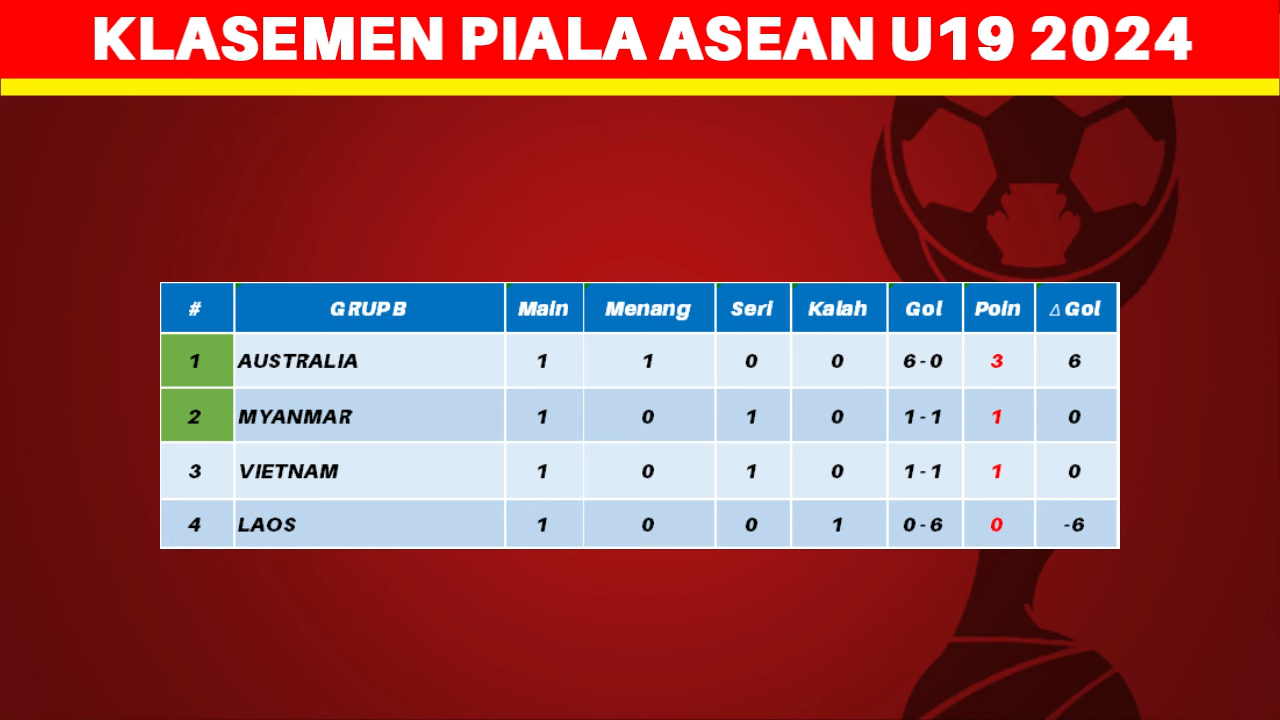 KLASEMEN PIALA ASEAN U19 2024
# GRUP B Main Menang Seri Kalah Gol Poin △ Gol
1 AUSTRALIA 1 1 0 0 6 - 0 3 6
2 MYANMAR 1 0 1 0 1 - 1 1 0
3 VIETNAM 1 0 1 0 1 - 1 1 0
4 LAOS 1 0 0 1 0 - 6 0 -6